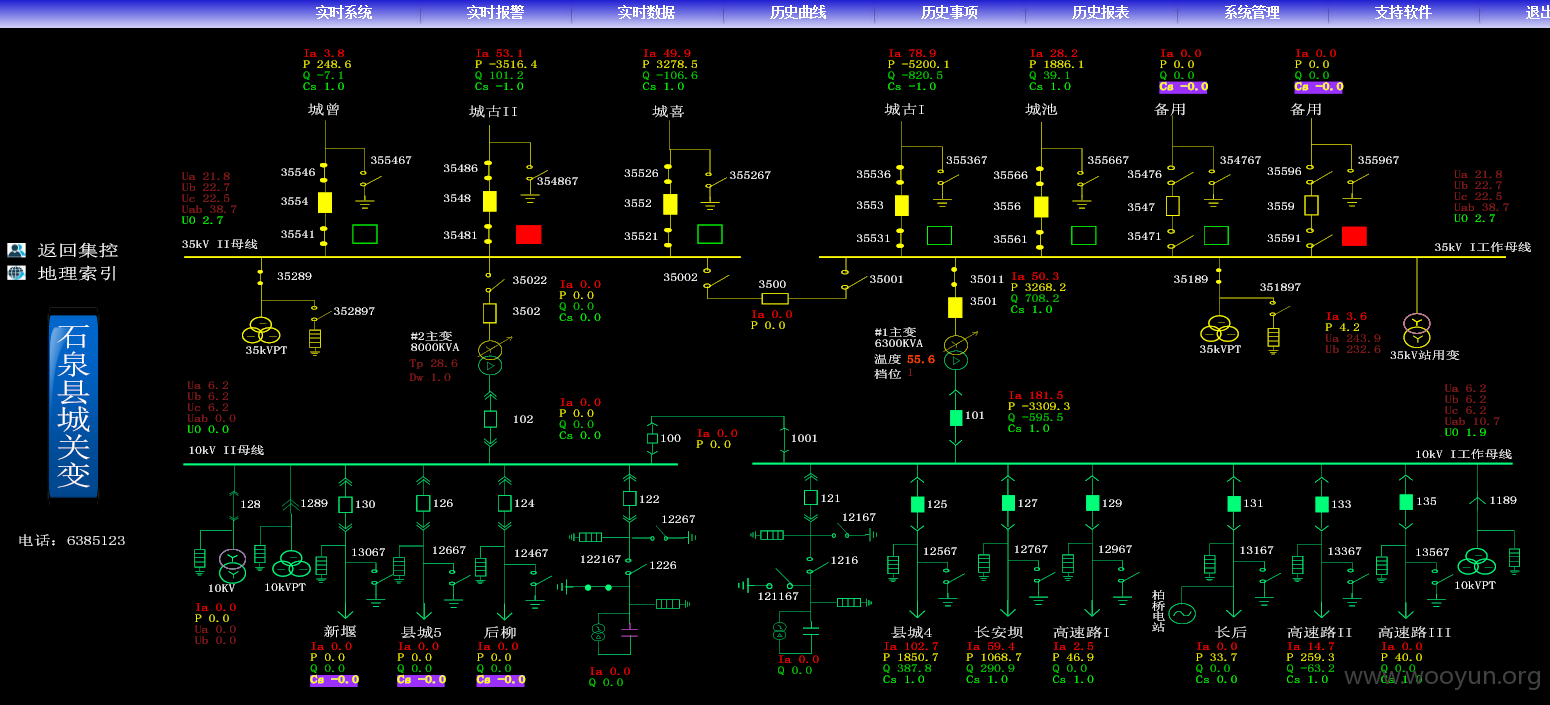 实时系统 实时报警 实时数据 历史曲线 历史事项 历史报表 系统管理 支持软件 退出
Ia 3.8
P 248.6
Q -7.1
Cs 1.0
城曾
Ia 53.1
P -3516.4
Q 101.2
Cs -1.0
城古II
Ia 49.9
P 3278.5
Q -106.6
Cs 1.0
城喜
Ia 78.9
P -5200.1
Q -820.5
Cs -1.0
城古I
Ia 28.2
P 1886.1
Q 39.1
Cs 1.0
城池
Ia 0.0
P 0.0
Q 0.0
Cs -0.0
备用
Ia 0.0
P 0.0
Q 0.0
Cs -0.0
备用
Ua 21.8
Ub 22.7
Uc 22.5
Uab 38.7
U0 2.7
35kV II母线
35546
3554
35541
355467
35486
3548
35481
354867
35526
3552
35521
355267
35536
3553
35531
355367
35566
3556
35561
355667
35476
3547
35471
354767
35596
3559
35591
355967
Ua 21.8
Ub 22.7
Uc 22.5
Uab 38.7
U0 2.7
35kV I工作母线
返回集控
地理索引
石泉县城关变
电话: 6385123
35289
352897
35kVPT
35022
3502
Ia 0.0
P 0.0
Q 0.0
Cs 0.0
#2主变
8000KVA
Tp 28.6
Dw 1.0
35002
3500
35001
Ia 0.0
P 0.0
35011
3501
Ia 50.3
P 3268.2
Q 708.2
Cs 1.0
#1主变
6300KVA
温度 55.6
档位 1
35189
351897
35kVPT
Ia 3.6
P 4.2
Ua 243.9
Ub 232.6
35kV站用变
Ua 6.2
Ub 6.2
Uc 6.2
Uab 0.0
U0 0.0
10kV II母线
102
Ia 0.0
P 0.0
Q 0.0
Cs 0.0
100
Ia 0.0
P 0.0
1001
101
Ia 181.5
P -3309.3
Q -595.5
Cs 1.0
Ua 6.2
Ub 6.2
Uc 6.2
Uab 10.7
U0 1.9
10kV I工作母线
128
10KV
Ia 0.0
P 0.0
Ua 0.0
Ub 0.0
1289
10kVPT
130
13067
新堰
Ia 0.0
P 0.0
Q 0.0
Cs -0.0
126
12667
县城5
Ia 0.0
P 0.0
Q 0.0
Cs -0.0
124
12467
后柳
Ia 0.0
P 0.0
Q 0.0
Cs -0.0
122
12267
122167
1226
Ia 0.0
Q 0.0
121
12167
1216
121167
Ia 0.0
Q 0.0
125
12567
县城4
Ia 102.7
P 1850.7
Q 387.8
Cs 1.0
127
12767
长安坝
Ia 59.4
P 1068.7
Q 290.9
Cs 1.0
129
12967
高速路I
Ia 2.5
P 46.9
Q 0.0
Cs 1.0
柏桥电站
131
13167
长后
Ia 0.0
P 33.7
Q 0.0
Cs 0.0
133
13367
高速路II
Ia 14.7
P 259.3
Q -63.2
Cs 1.0
135
13567
高速路III
Ia 0.0
P 40.0
Q 0.0
Cs 1.0
1189
10kVPT
www.wooyun.org